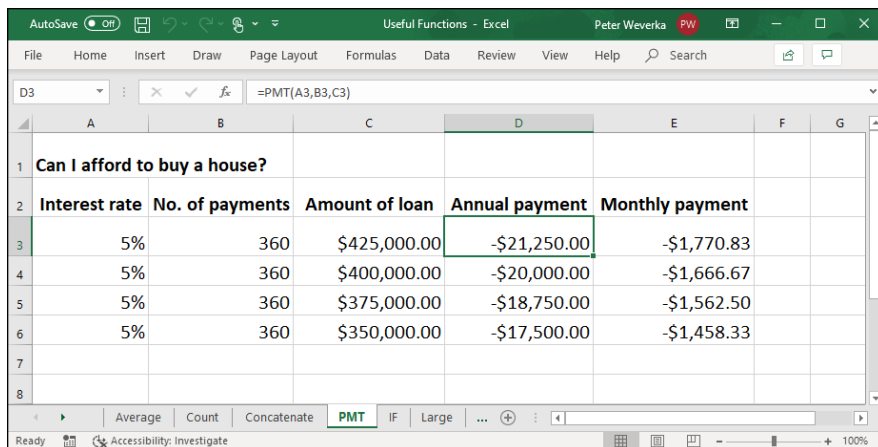 AutoSave Off Useful Functions - Excel Peter Weverka PW
File Home Insert Draw Page Layout Formulas Data Review View Help Search
D3 fx =PMT(A3,B3,C3)
A B C D E F G
1 Can I afford to buy a house?
2 Interest rate No. of payments Amount of loan Annual payment Monthly payment
3 5% 360 $425,000.00 -$21,250.00 -$1,770.83
4 5% 360 $400,000.00 -$20,000.00 -$1,666.67
5 5% 360 $375,000.00 -$18,750.00 -$1,562.50
6 5% 360 $350,000.00 -$17,500.00 -$1,458.33
7
8
Average Count Concatenate PMT IF Large ...
Ready Accessibility: Investigate 100%